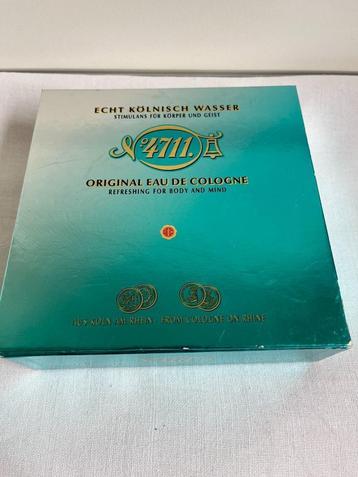 ECHT KÖLNISCH WASSER
STIMULANS FÜR KÖRPER UND GEIST
Nº 4711.
ORIGINAL EAU DE COLOGNE
REFRESHING FOR BODY AND MIND
AUS KÖLN AM RHEIN · FROM COLOGNE ON RHINE